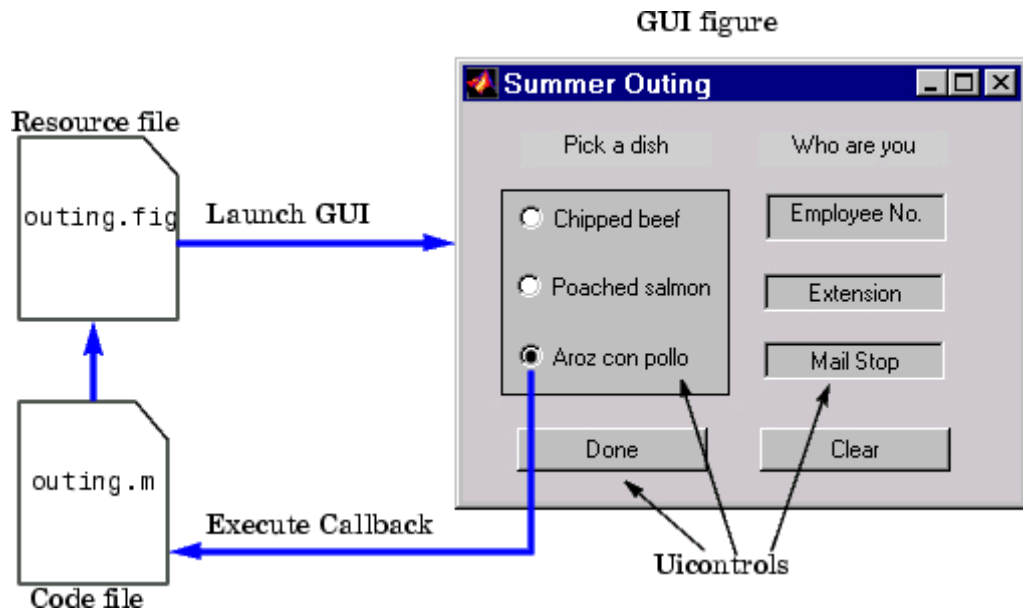 GUI figure
Summer Outing
Resource file
outing.fig
Launch GUI
Pick a dish
Who are you
Chipped beef
Poached salmon
Aroz con pollo
Employee No.
Extension
Mail Stop
Done
Clear
outing.m
Execute Callback
Code file
Uicontrols